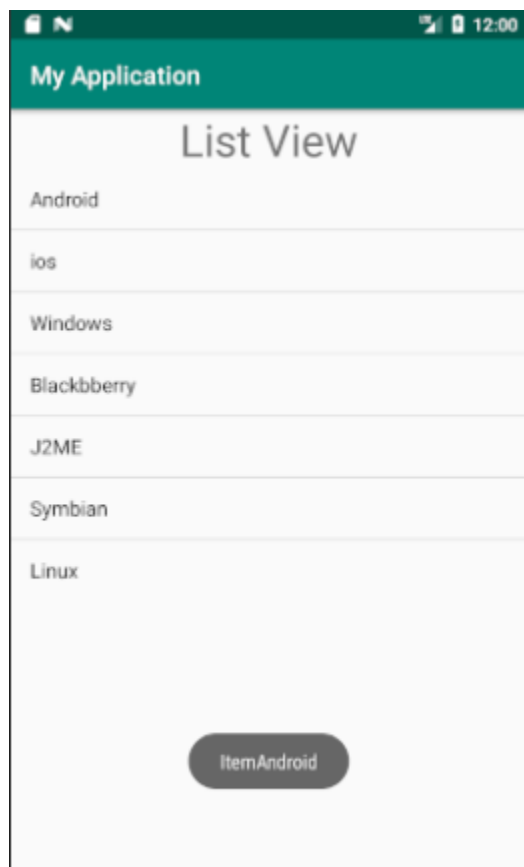 12:00
My Application
List View
Android
ios
Windows
Blackbberry
J2ME
Symbian
Linux
ItemAndroid